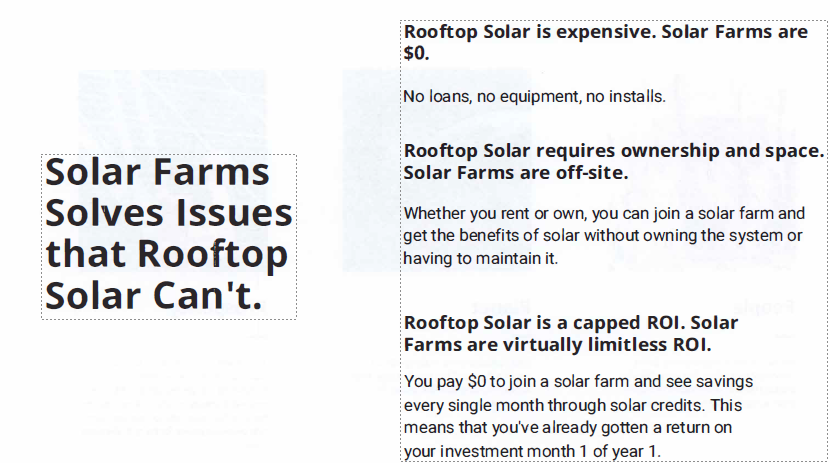 Solar Farms
Solves Issues
that Rooftop
Solar Can't.
Rooftop Solar is expensive. Solar Farms are
$0.
No loans, no equipment, no installs.
Rooftop Solar requires ownership and space.
Solar Farms are off-site.
Whether you rent or own, you can join a solar farm and
get the benefits of solar without owning the system or
having to maintain it.
Rooftop Solar is a capped ROI. Solar
Farms are virtually limitless ROI.
You pay $0 to join a solar farm and see savings
every single month through solar credits. This
means that you've already gotten a return on
your investment month 1 of year 1.